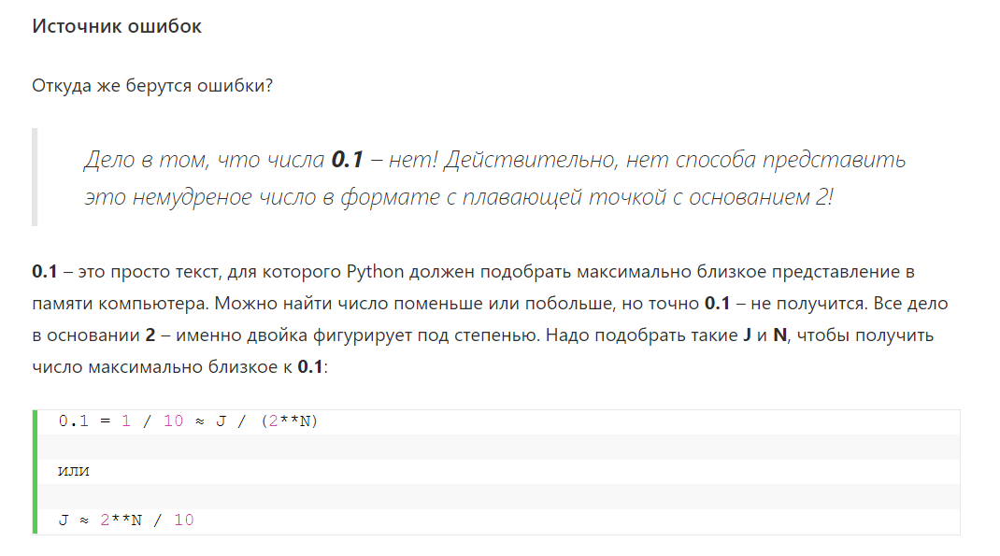 Источник ошибок
Откуда же берутся ошибки?
Дело в том, что числа 0.1 – нет! Действительно, нет способа представить
это немудреное число в формате с плавающей точкой с основанием 2!
0.1 – это просто текст, для которого Python должен подобрать максимально близкое представление в
памяти компьютера. Можно найти число поменьше или побольше, но точно 0.1 – не получится. Все дело
в основании 2 – именно двойка фигурирует под степенью. Надо подобрать такие J и N, чтобы получить
число максимально близкое к 0.1:
0.1 = 1 / 10 ≈ J / (2**N)
или
J ≈ 2**N / 10